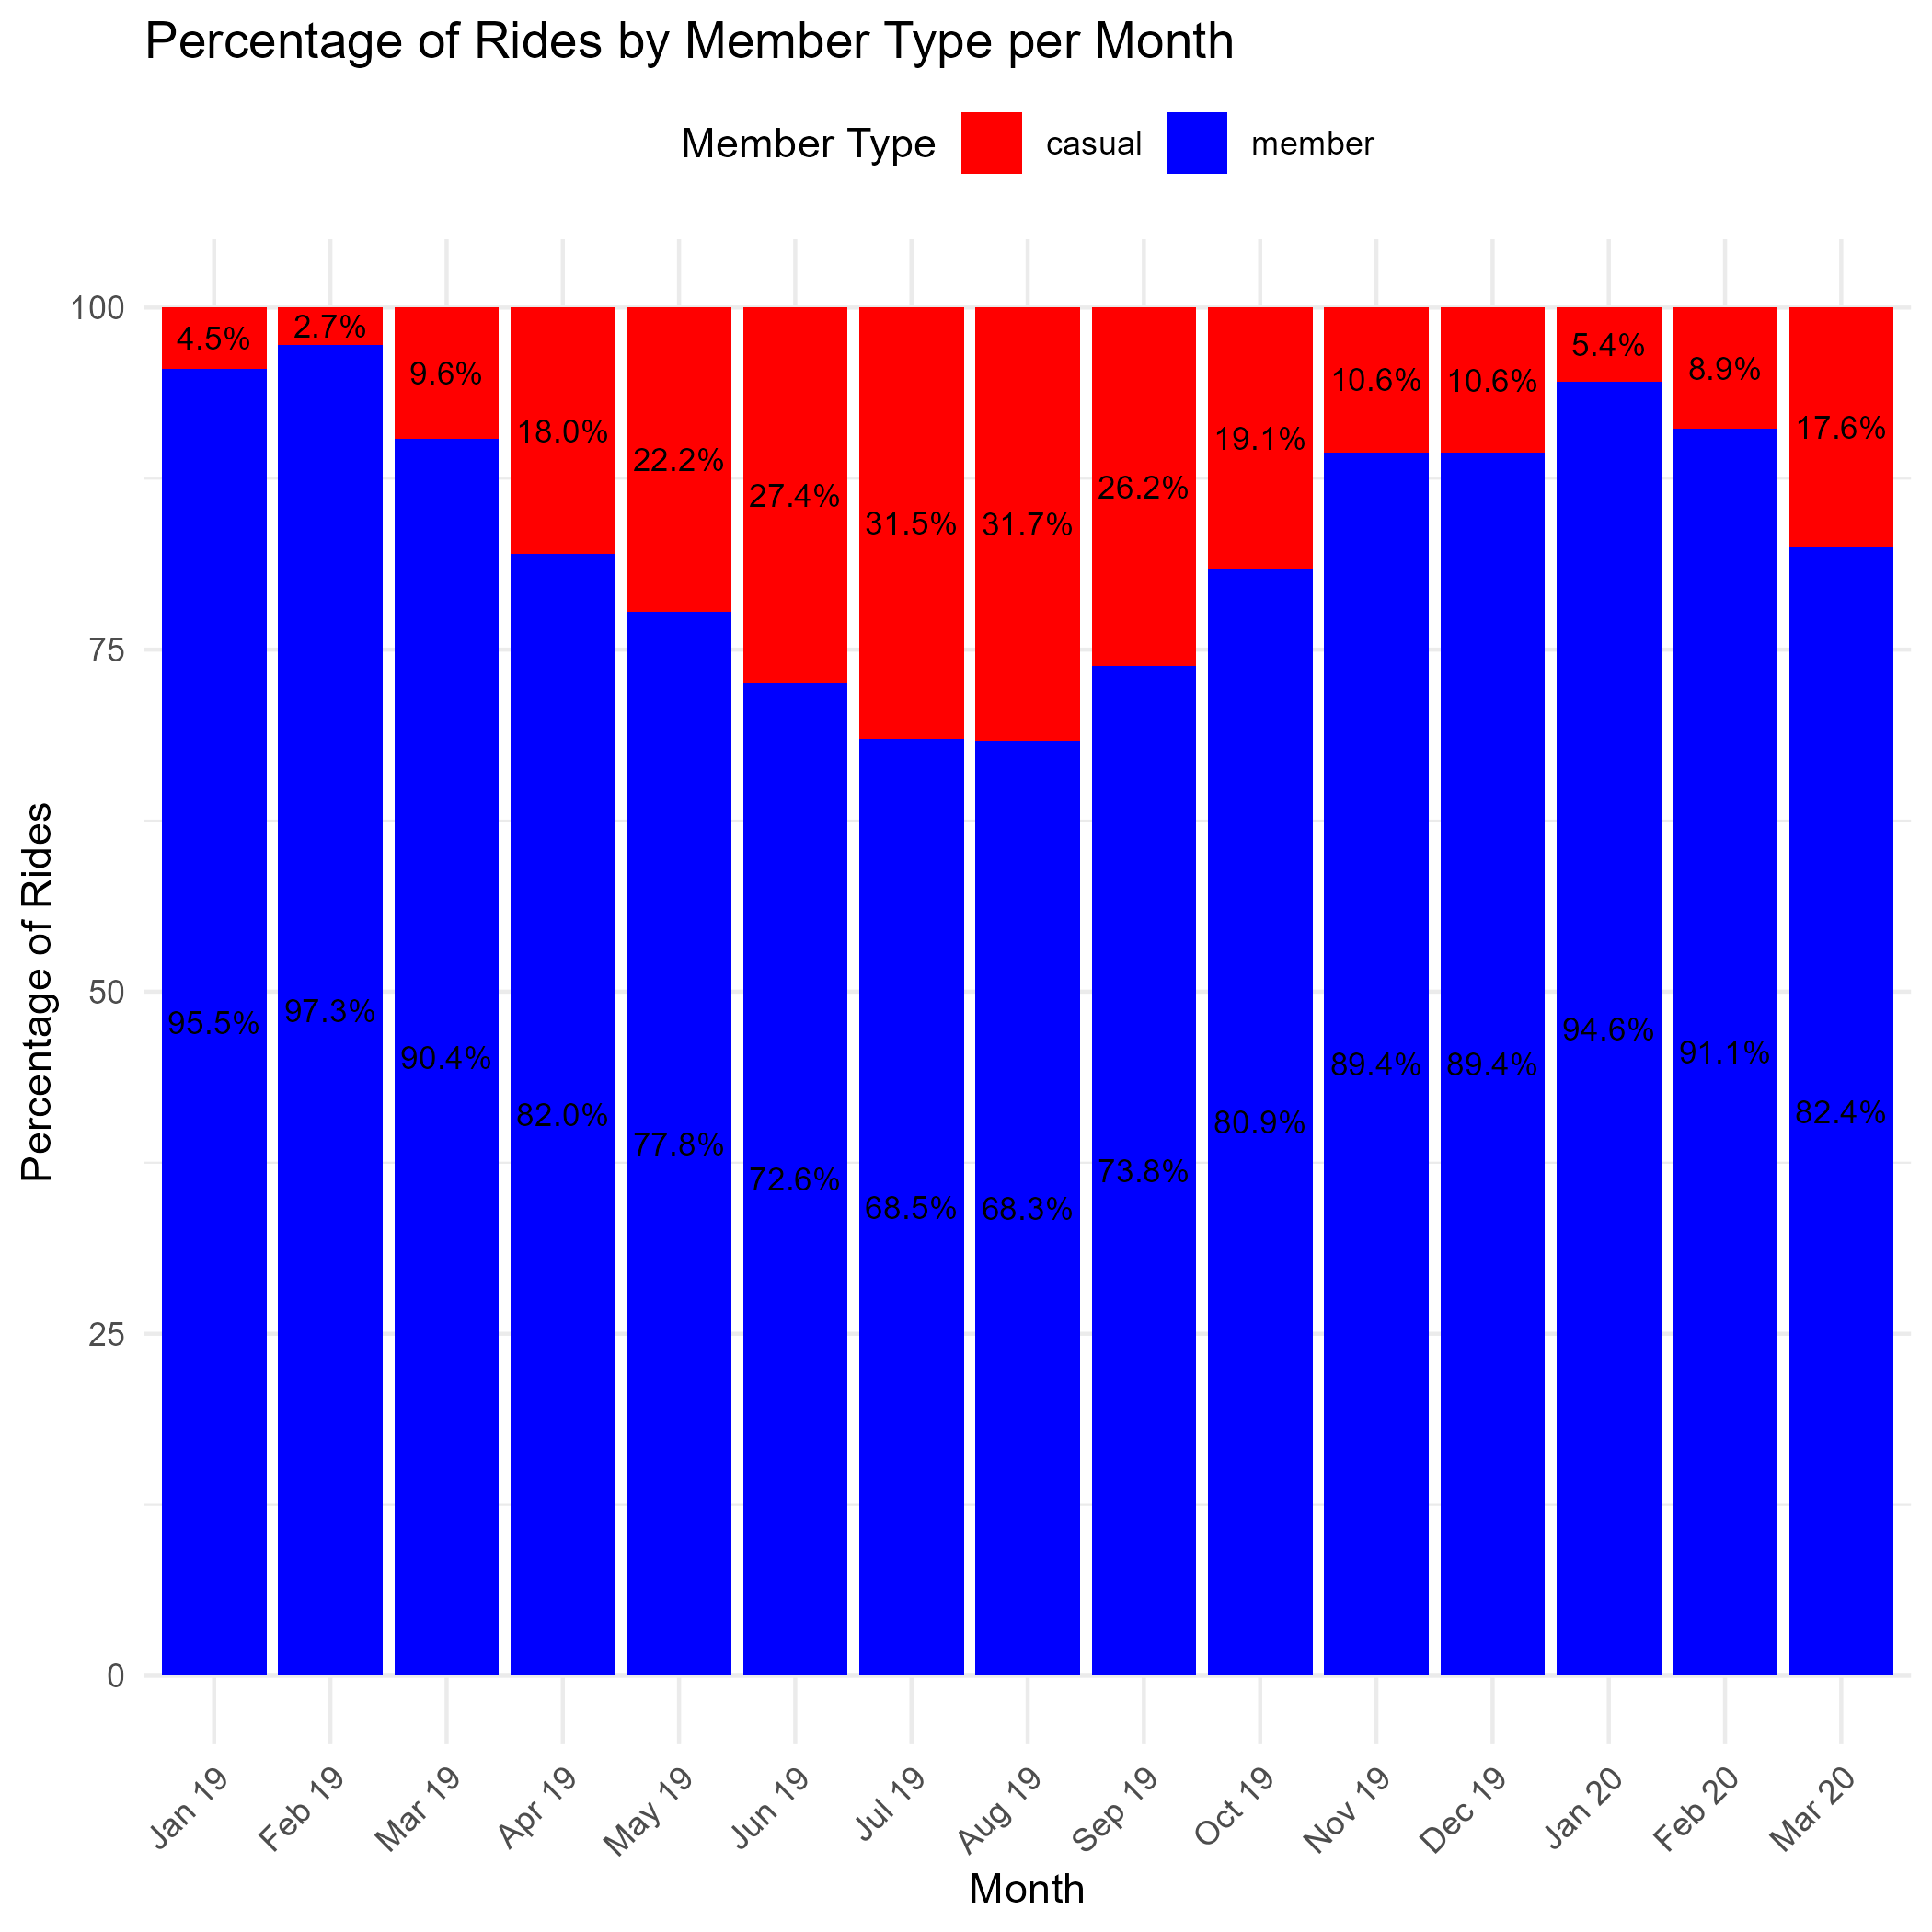 Percentage of Rides by Member Type per Month
Member Type casual member
100
75
50
25
0
Percentage of Rides
4.5% 2.7% 9.6% 18.0% 22.2% 27.4% 31.5% 31.7% 26.2% 19.1% 10.6% 10.6% 5.4% 8.9% 17.6%
95.5% 97.3% 90.4% 82.0% 77.8% 72.6% 68.5% 68.3% 73.8% 80.9% 89.4% 89.4% 94.6% 91.1% 82.4%
Jan 19 Feb 19 Mar 19 Apr 19 May 19 Jun 19 Jul 19 Aug 19 Sep 19 Oct 19 Nov 19 Dec 19 Jan 20 Feb 20 Mar 20
Month